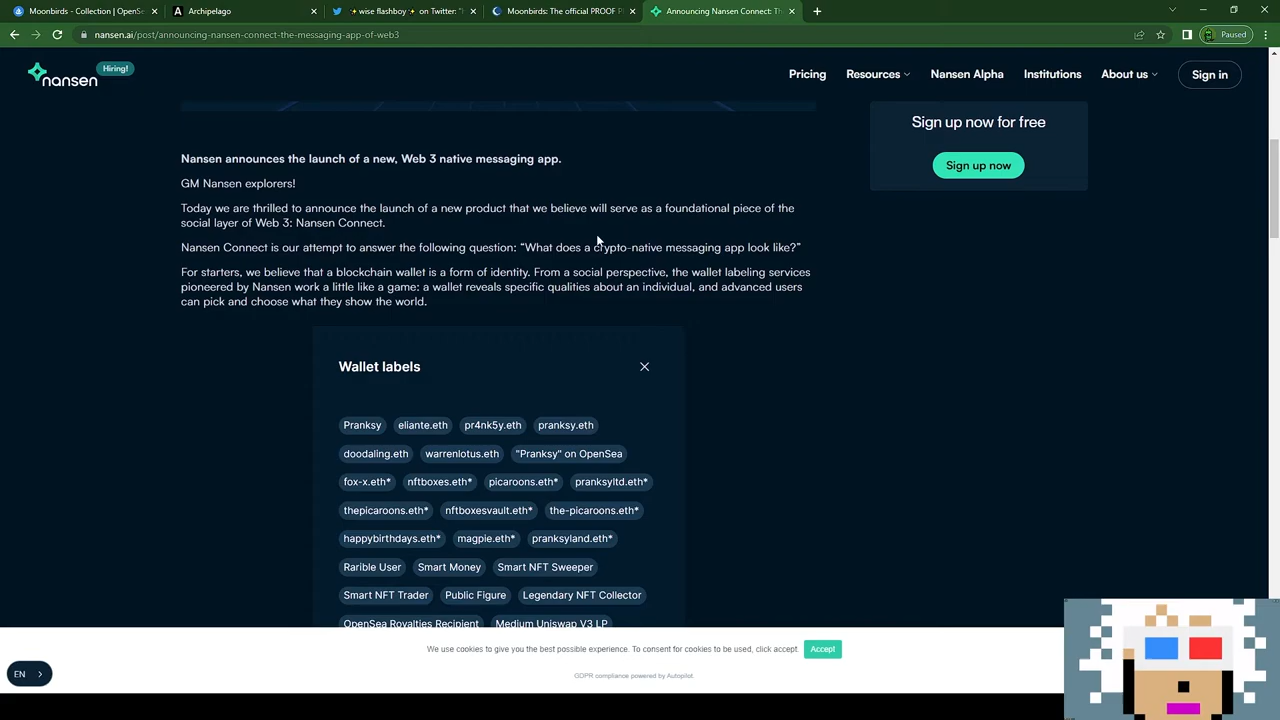 Moonbirds - Collection | OpenSe
Archipelago
✨wise flashboy✨ on Twitter: "I
Moonbirds: The official PROOF P
Announcing Nansen Connect Th
nansen.ai/post/announcing-nansen-connect-the-messaging-app-of-web3
Paused
nansen
Hiring!
Pricing
Resources
Nansen Alpha
Institutions
About us
Sign in
Sign up now for free
Sign up now
Nansen announces the launch of a new, Web 3 native messaging app.
GM Nansen explorers!
Today we are thrilled to announce the launch of a new product that we believe will serve as a foundational piece of the
social layer of Web 3: Nansen Connect.
Nansen Connect is our attempt to answer the following question: “What does a crypto-native messaging app look like?”
For starters, we believe that a blockchain wallet is a form of identity. From a social perspective, the wallet labeling services
pioneered by Nansen work a little like a game: a wallet reveals specific qualities about an individual, and advanced users
can pick and choose what they show the world.
Wallet labels
Pranksy eliante.eth pr4nk5y.eth pranksy.eth
doodaling.eth warrenlotus.eth "Pranksy" on OpenSea
fox-x.eth* nftboxes.eth* picaroons.eth* pranksyltd.eth*
thepicaroons.eth* nftboxesvault.eth* the-picaroons.eth*
happybirthdays.eth* magpie.eth* pranksyland.eth*
Rarible User Smart Money Smart NFT Sweeper
Smart NFT Trader Public Figure Legendary NFT Collector
OpenSea Royalties Recipient Medium Uniswap V3 LP
We use cookies to give you the best possible experience. To consent for cookies to be used, click accept.
Accept
GDPR compliance powered by Autopilot.
EN